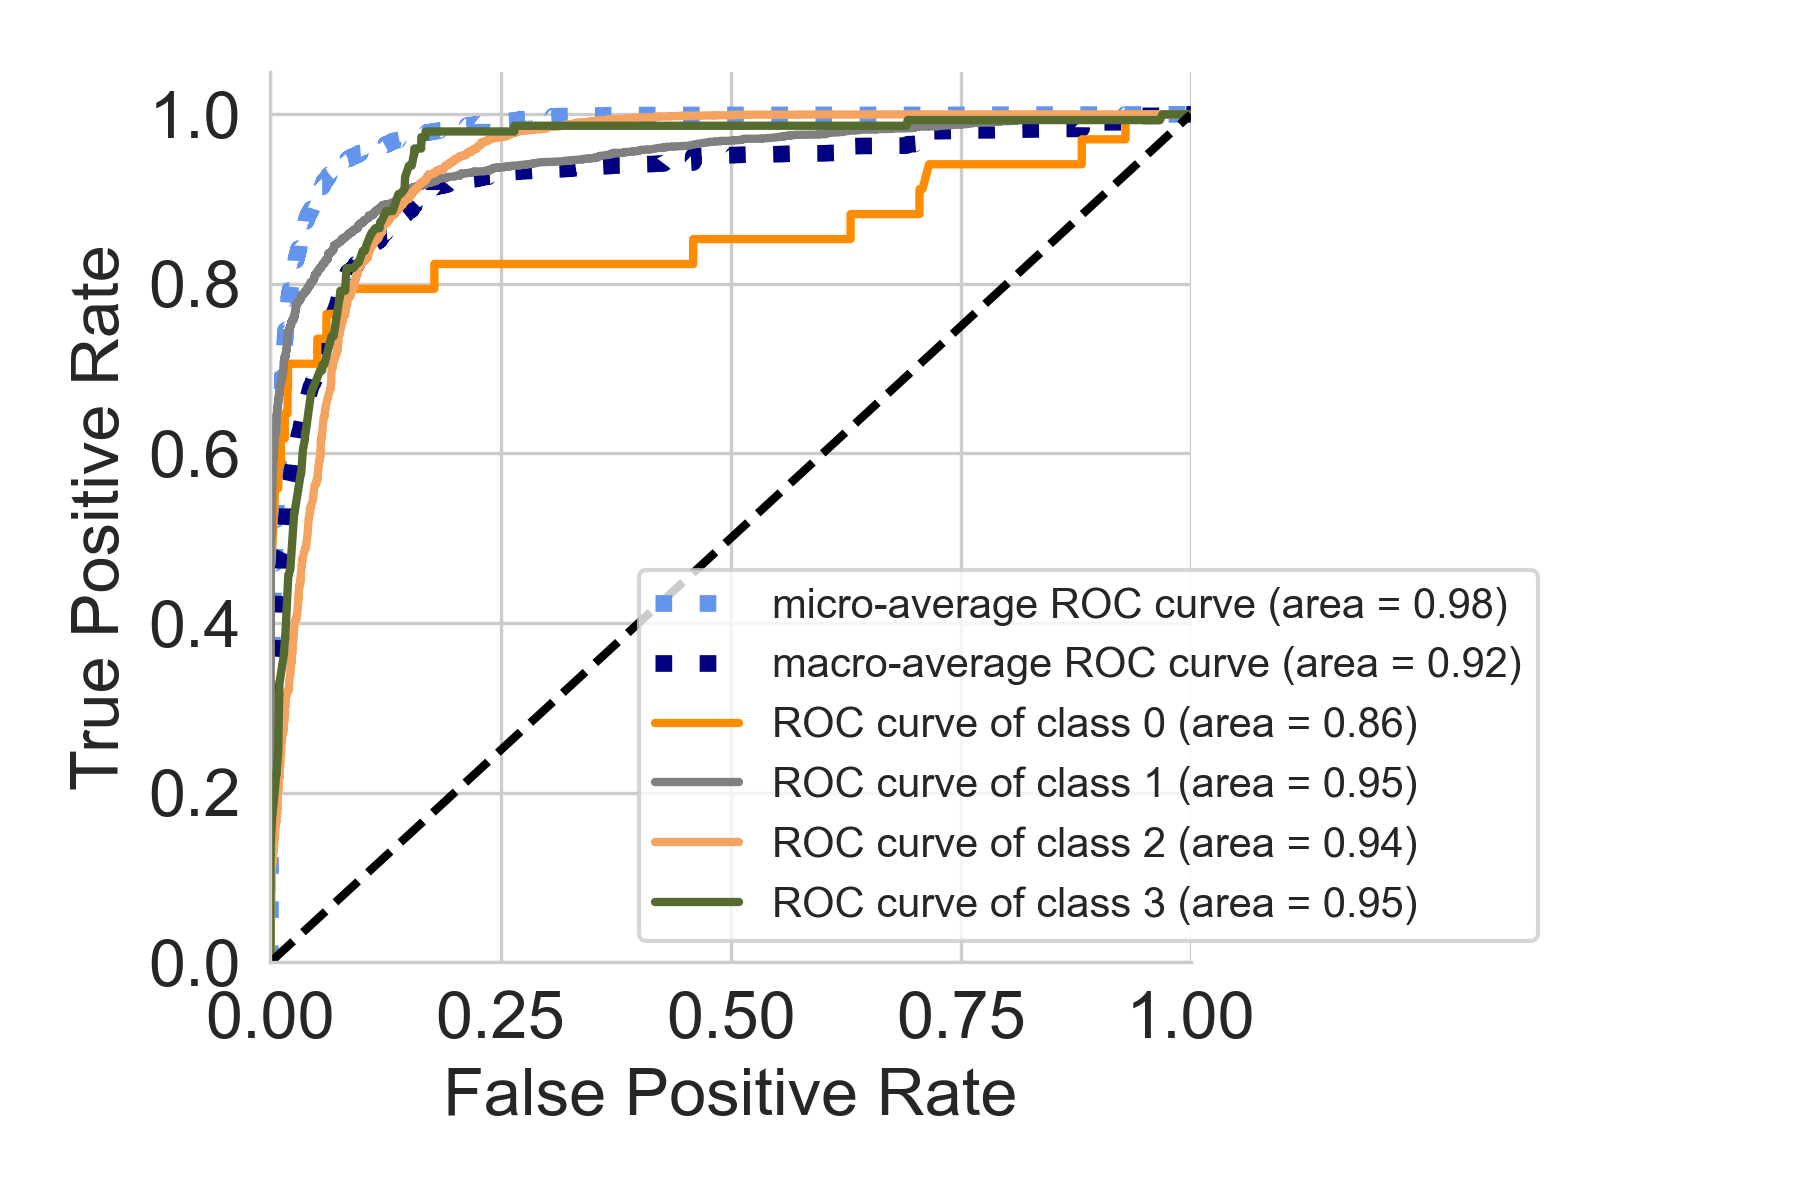 1.0
0.8
0.6
0.4
0.2
0.0
True Positive Rate
0.00 0.25 0.50 0.75 1.00
False Positive Rate
micro-average ROC curve (area = 0.98)
macro-average ROC curve (area = 0.92)
ROC curve of class 0 (area = 0.86)
ROC curve of class 1 (area = 0.95)
ROC curve of class 2 (area = 0.94)
ROC curve of class 3 (area = 0.95)